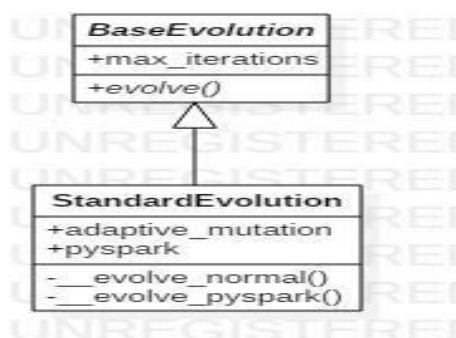 BaseEvolution
+max_iterations
+evolve()
StandardEvolution
+adaptive_mutation
+pyspark
-__evolve_normal()
-__evolve_pyspark()